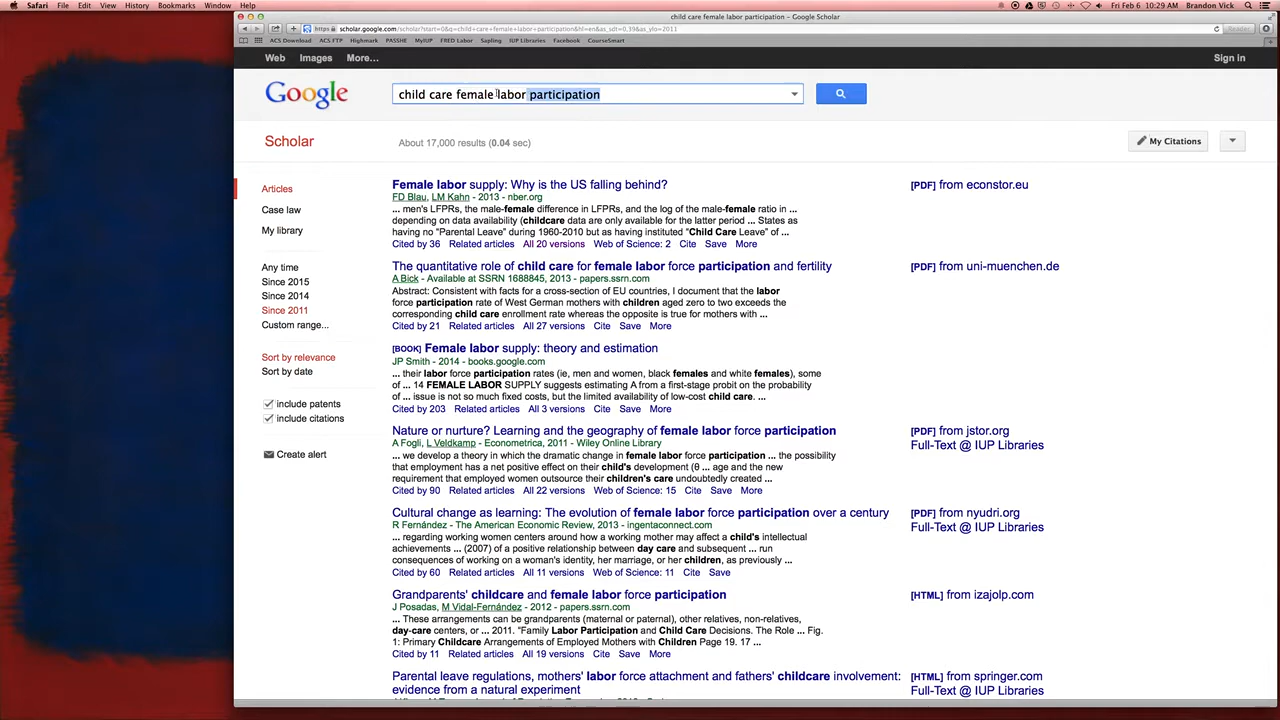 Safari File Edit View History Bookmarks Window Help
Fri Feb 6 10:29 AM Brandon Vick
child care female labor participation - Google Scholar
https scholar.google.com/scholar?start=0&q=child+care+female+labor+participation&hl=en&as_sdt=0,39&as_ylo=2011
Reader
ACS Download ACS FTP Highmark PASSHE MyIUP FRED Labor Sapling IUP Libraries Facebook CourseSmart
Web Images More...
Sign in
Google
child care female labor participation
Scholar
About 17,000 results (0.04 sec)
My Citations
Articles
Case law
My library
Any time
Since 2015
Since 2014
Since 2011
Custom range...
Sort by relevance
Sort by date
include patents
include citations
Create alert
Female labor supply: Why is the US falling behind?
FD Blau, LM Kahn - 2013 - nber.org
... men's LFPRs, the male-female difference in LFPRs, and the log of the male-female ratio in ...
depending on data availability (childcare data are only available for the latter period ... States as
having no "Parental Leave" during 1960-2010 but as having instituted "Child Care Leave" of ...
Cited by 36 Related articles All 20 versions Web of Science: 2 Cite Save More
[PDF] from econstor.eu
The quantitative role of child care for female labor force participation and fertility
A Bick - Available at SSRN 1688845, 2013 - papers.ssrn.com
Abstract: Consistent with facts for a cross-section of EU countries, I document that the labor
force participation rate of West German mothers with children aged zero to two exceeds the
corresponding child care enrollment rate whereas the opposite is true for mothers with ...
Cited by 21 Related articles All 27 versions Cite Save More
[PDF] from uni-muenchen.de
[BOOK] Female labor supply: theory and estimation
JP Smith - 2014 - books.google.com
... their labor force participation rates (ie, men and women, black females and white females), some
of ... 14 FEMALE LABOR SUPPLY suggests estimating A from a first-stage probit on the probability
of ... issue is not so much fixed costs, but the limited availability of low-cost child care. ...
Cited by 203 Related articles All 3 versions Cite Save More
Nature or nurture? Learning and the geography of female labor force participation
A Fogli, L Veldkamp - Econometrica, 2011 - Wiley Online Library
... we develop a theory in which the dramatic change in female labor force participation ... the possibility
that employment has a net positive effect on their child's development (θ ... age and the new
requirement that employed women outsource their children's care undoubtedly created ...
Cited by 90 Related articles All 22 versions Web of Science: 15 Cite Save More
[PDF] from jstor.org
Full-Text @ IUP Libraries
Cultural change as learning: The evolution of female labor force participation over a century
R Fernández - The American Economic Review, 2013 - ingentaconnect.com
... regarding working women centers around how a working mother may affect a child's intellectual
achievements ... (2007) of a positive relationship between day care and subsequent ... run
consequences of working on a woman's identity, her marriage, or her children, as previously ...
Cited by 60 Related articles All 11 versions Web of Science: 11 Cite Save
[PDF] from nyudri.org
Full-Text @ IUP Libraries
Grandparents' childcare and female labor force participation
J Posadas, M Vidal-Fernández - 2012 - papers.ssrn.com
... These arrangements can be grandparents (maternal or paternal), other relatives, non-relatives,
day-care centers, or ... 2011. "Family Labor Participation and Child Care Decisions. The Role ... Fig.
1: Primary Childcare Arrangements of Employed Mothers with Children Page 19. 17 ...
Cited by 11 Related articles All 19 versions Cite Save More
[HTML] from izajolp.com
Parental leave regulations, mothers' labor force attachment and fathers' childcare involvement:
evidence from a natural experiment
[PDF] from springer.com
Full-Text @ IUP Libraries